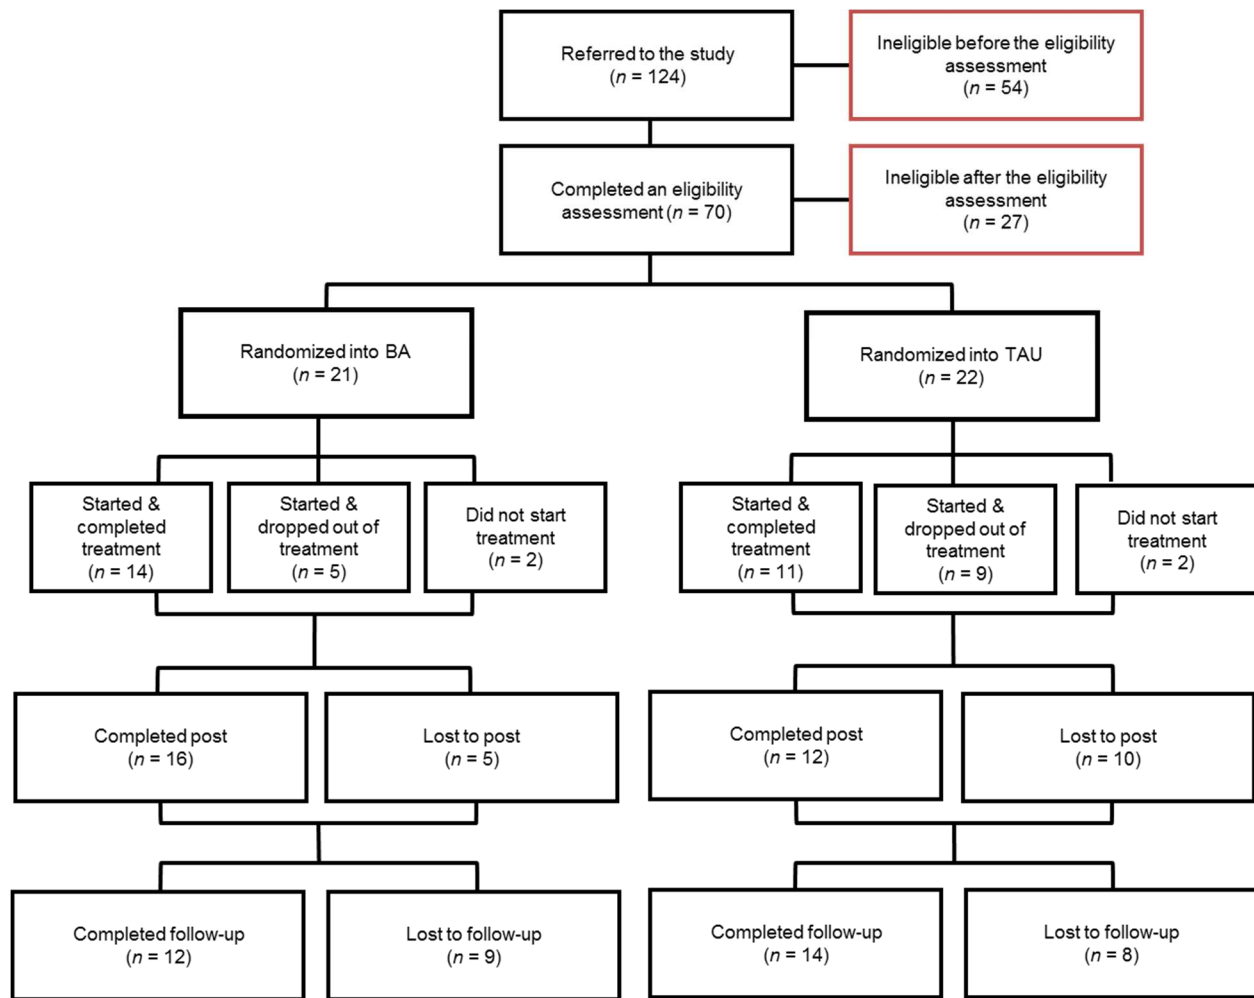 Referred to the study
(n = 124)
Ineligible before the eligibility
assessment
(n = 54)
Completed an eligibility
assessment (n = 70)
Ineligible after the eligibility
assessment
(n = 27)
Randomized into BA
(n = 21)
Randomized into TAU
(n = 22)
Started &
completed
treatment
(n = 14)
Started &
dropped out of
treatment
(n = 5)
Did not start
treatment
(n = 2)
Started &
completed
treatment
(n = 11)
Started &
dropped out of
treatment
(n = 9)
Did not start
treatment
(n = 2)
Completed post
(n = 16)
Lost to post
(n = 5)
Completed post
(n = 12)
Lost to post
(n = 10)
Completed follow-up
(n = 12)
Lost to follow-up
(n = 9)
Completed follow-up
(n = 14)
Lost to follow-up
(n = 8)